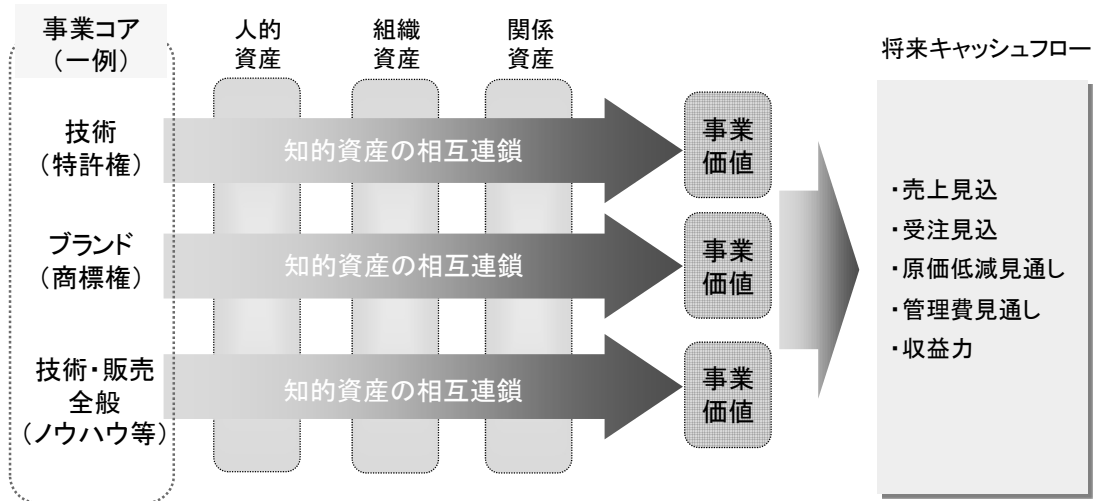 事業コア
（一例）
人的
資産
組織
資産
関係
資産
将来キャッシュフロー
技術
（特許権）
知的資産の相互連鎖
事業
価値
ブランド
（商標権）
知的資産の相互連鎖
事業
価値
技術・販売
全般
（ノウハウ等）
知的資産の相互連鎖
事業
価値
・売上見込
・受注見込
・原価低減見通し
・管理費見通し
・収益力